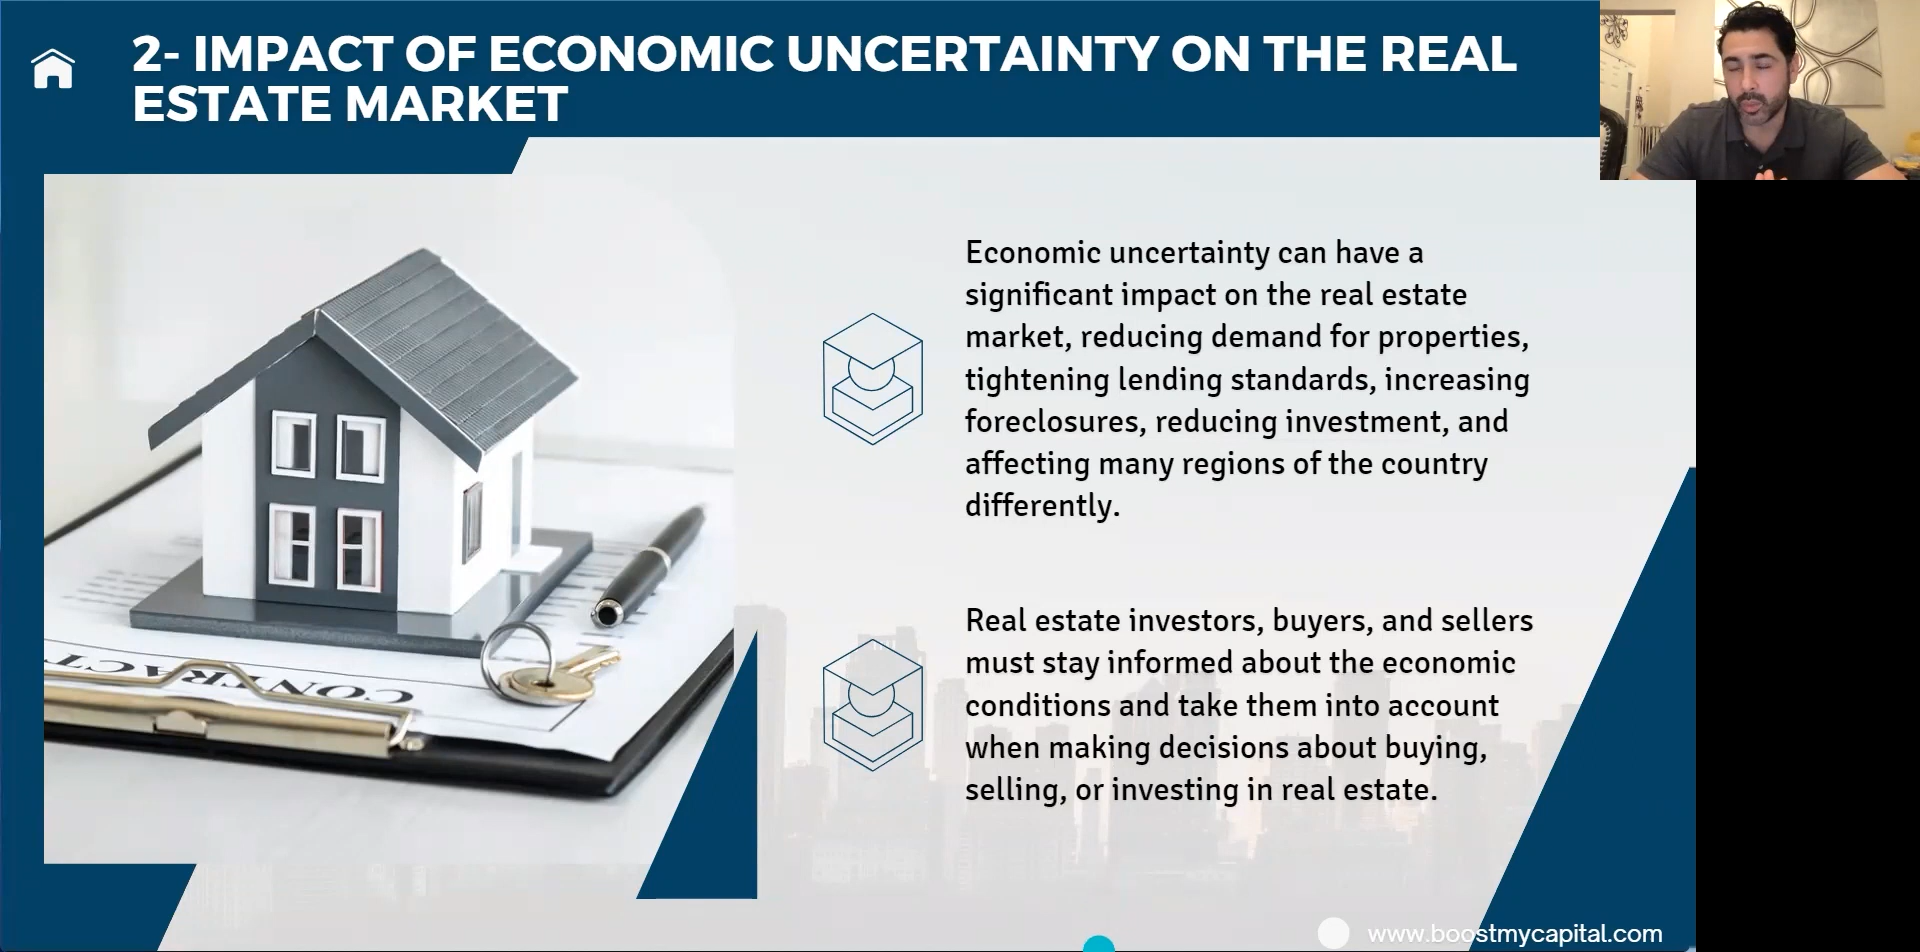 2- IMPACT OF ECONOMIC UNCERTAINTY ON THE REAL
ESTATE MARKET
Economic uncertainty can have a
significant impact on the real estate
market, reducing demand for properties,
tightening lending standards, increasing
foreclosures, reducing investment, and
affecting many regions of the country
differently.
Real estate investors, buyers, and sellers
must stay informed about the economic
conditions and take them into account
when making decisions about buying,
selling, or investing in real estate.
CONTRACT
www.boostmycapital.com